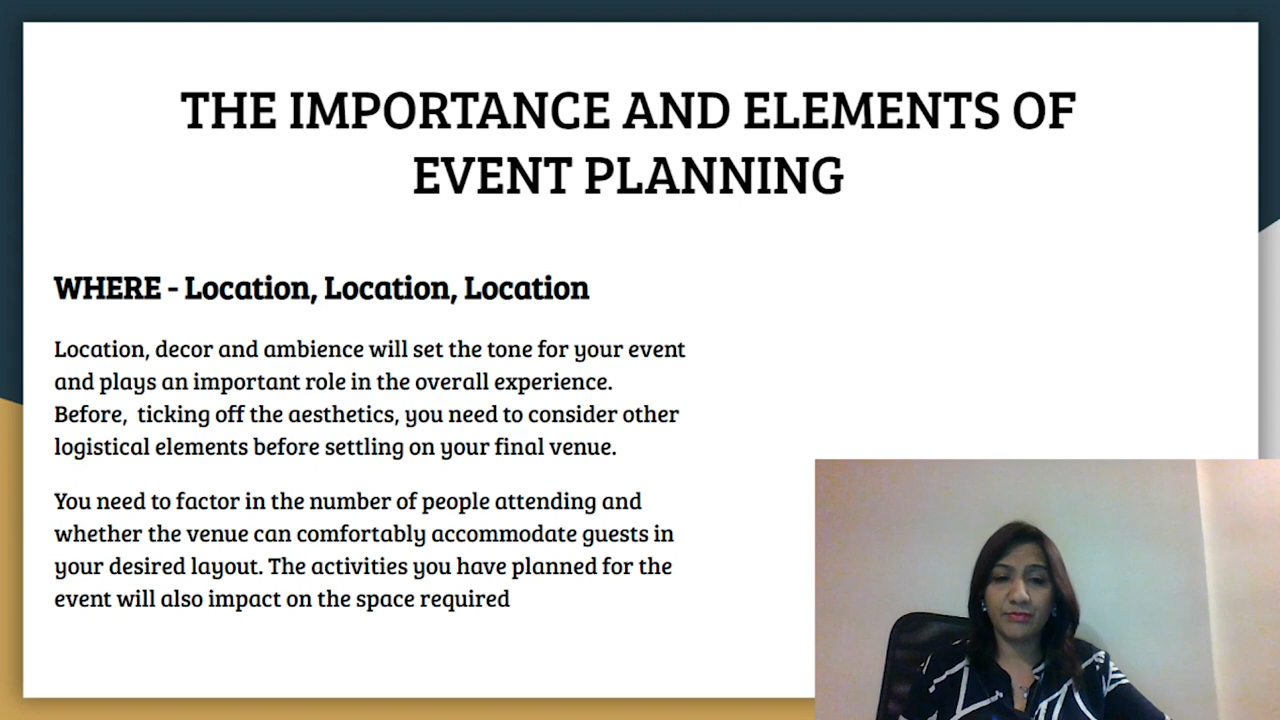 THE IMPORTANCE AND ELEMENTS OF
EVENT PLANNING
WHERE - Location, Location, Location
Location, decor and ambience will set the tone for your event
and plays an important role in the overall experience.
Before,  ticking off the aesthetics, you need to consider other
logistical elements before settling on your final venue.
You need to factor in the number of people attending and
whether the venue can comfortably accommodate guests in
your desired layout. The activities you have planned for the
event will also impact on the space required